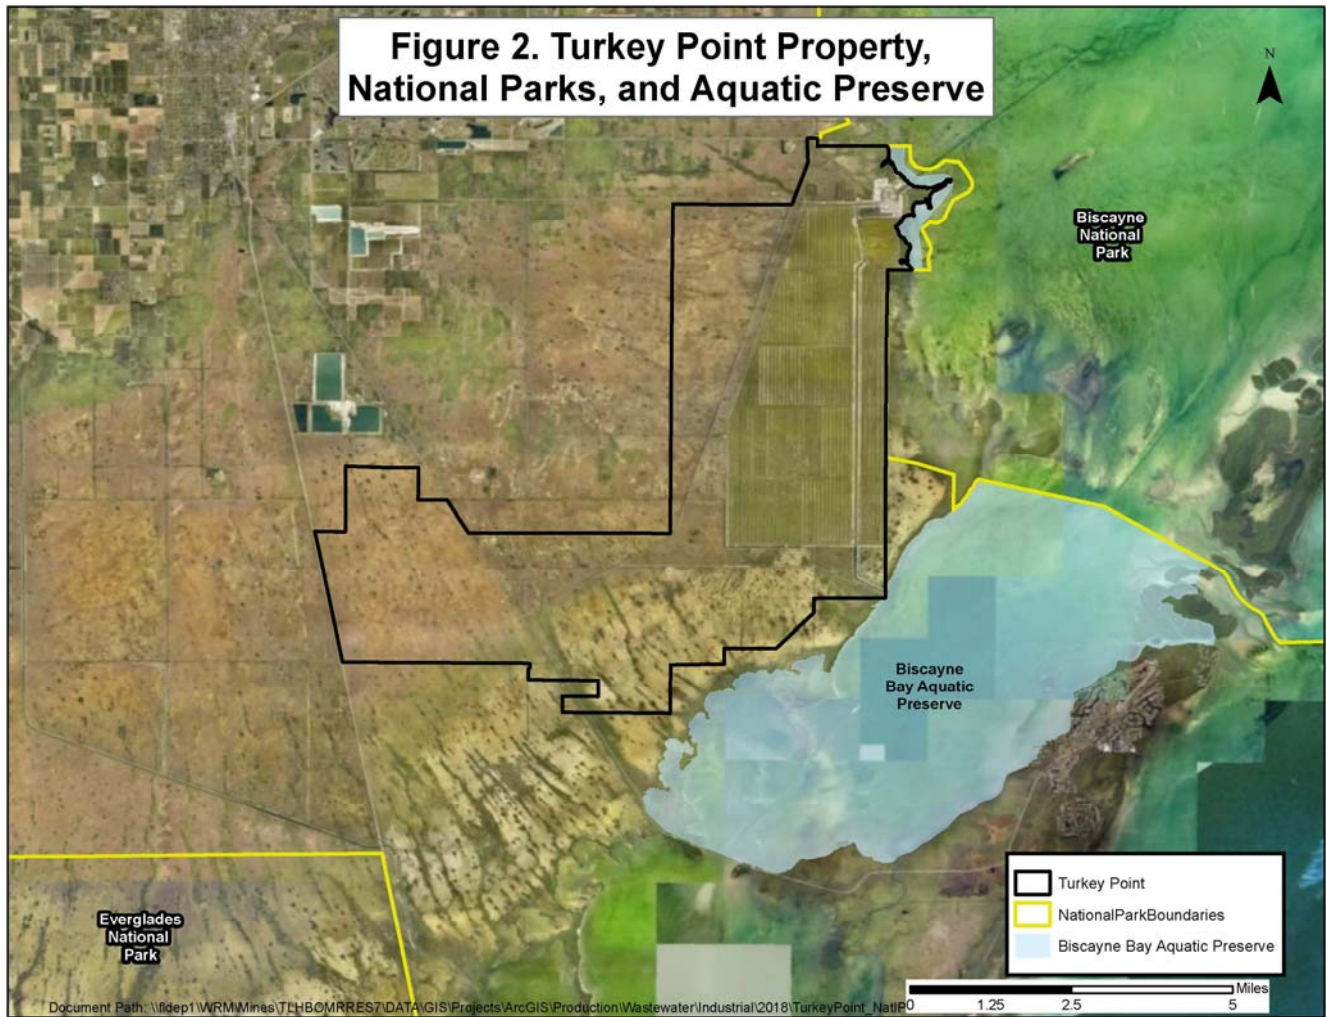 Figure 2. Turkey Point Property,
National Parks, and Aquatic Preserve
N
Biscayne
National
Park
Biscayne
Bay Aquatic
Preserve
Everglades
National
Park
Turkey Point
NationalParkBoundaries
Biscayne Bay Aquatic Preserve
Miles
0 1.25 2.5 5
Document Path: \\fldep1\WRM\Mines\TLHBOMRRES7\DATA\GIS\Projects\ArcGIS\Production\Wastewater\Industrial\2018\TurkeyPoint_NatlP